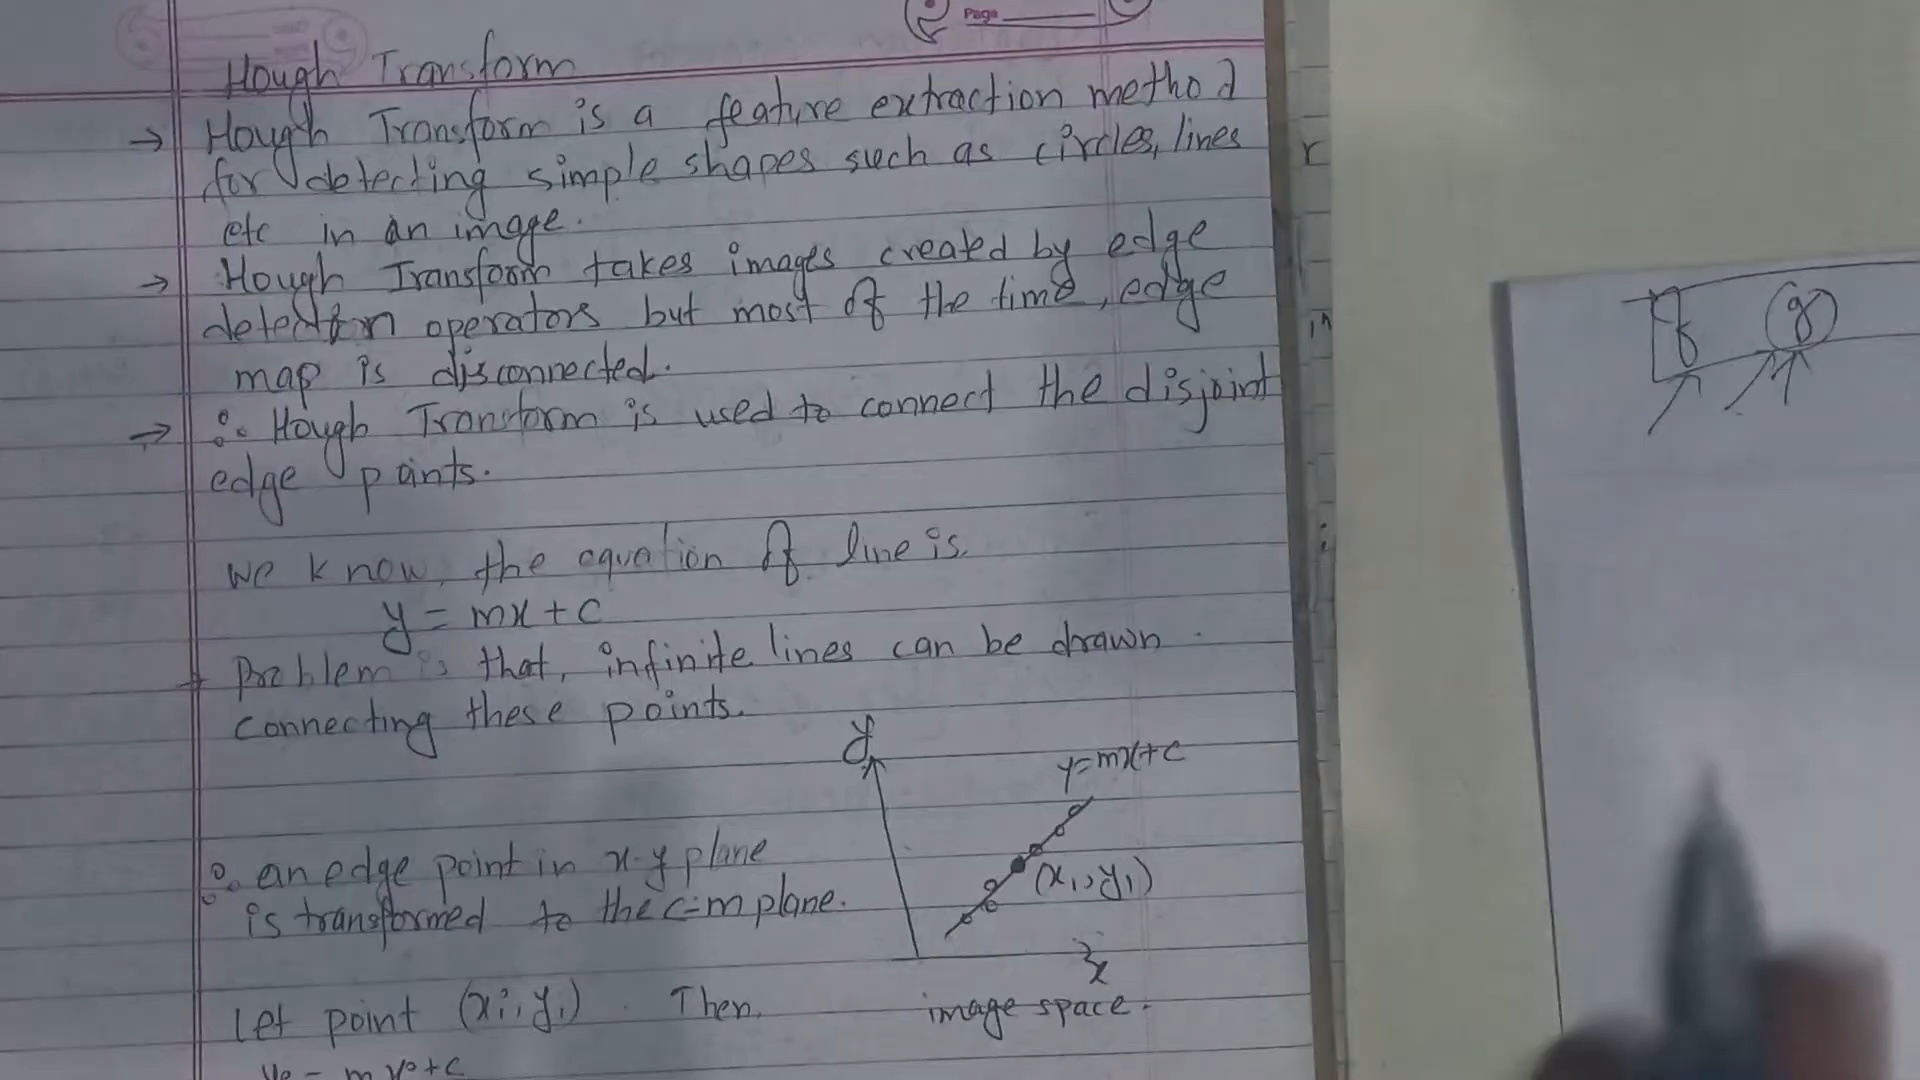 Page
Hough Transform
→ Hough Transform is a feature extraction method
for detecting simple shapes such as circles, lines
etc in an image.
→ Hough Transform takes images created by edge
detection operators but most of the time, edge
map is disconnected.
→ ∴ Hough Transform is used to connect the disjoint
edge points.
we know, the equation of line is
y = mx + c
→ Problem is that, infinite lines can be drawn
connecting these points.
y
y=mx+c
(x1, y1)
x
image space.
∴ an edge point in x-y plane
is transformed to the c-m plane.
Let point (xi, yi). Then,
yi = mxi + c